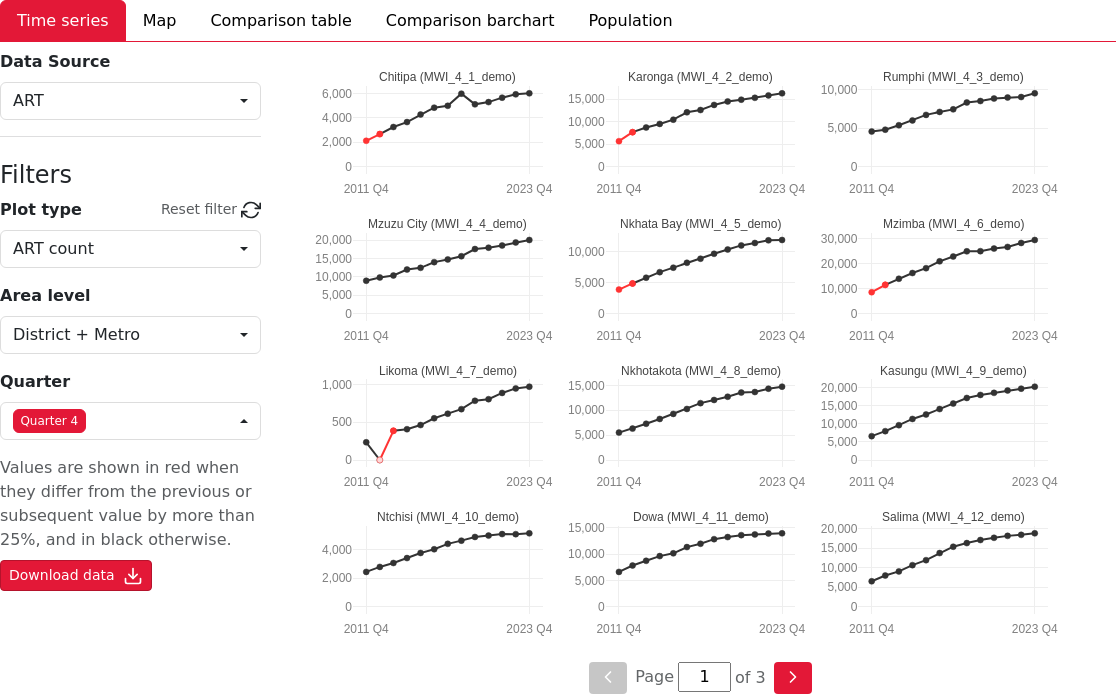 Time series Map Comparison table Comparison barchart Population
Data Source
ART
Filters
Plot type Reset filter
ART count
Area level
District + Metro
Quarter
Quarter 4
Values are shown in red when
they differ from the previous or
subsequent value by more than
25%, and in black otherwise.
Download data
Chitipa (MWI_4_1_demo)
6,000
4,000
2,000
0
2011 Q4 2023 Q4
Karonga (MWI_4_2_demo)
15,000
10,000
5,000
0
2011 Q4 2023 Q4
Rumphi (MWI_4_3_demo)
10,000
5,000
0
2011 Q4 2023 Q4
Mzuzu City (MWI_4_4_demo)
20,000
15,000
10,000
5,000
0
2011 Q4 2023 Q4
Nkhata Bay (MWI_4_5_demo)
10,000
5,000
0
2011 Q4 2023 Q4
Mzimba (MWI_4_6_demo)
30,000
20,000
10,000
0
2011 Q4 2023 Q4
Likoma (MWI_4_7_demo)
1,000
500
0
2011 Q4 2023 Q4
Nkhotakota (MWI_4_8_demo)
15,000
10,000
5,000
0
2011 Q4 2023 Q4
Kasungu (MWI_4_9_demo)
20,000
15,000
10,000
5,000
0
2011 Q4 2023 Q4
Ntchisi (MWI_4_10_demo)
4,000
2,000
0
2011 Q4 2023 Q4
Dowa (MWI_4_11_demo)
15,000
10,000
5,000
0
2011 Q4 2023 Q4
Salima (MWI_4_12_demo)
20,000
15,000
10,000
5,000
0
2011 Q4 2023 Q4
Page 1 of 3